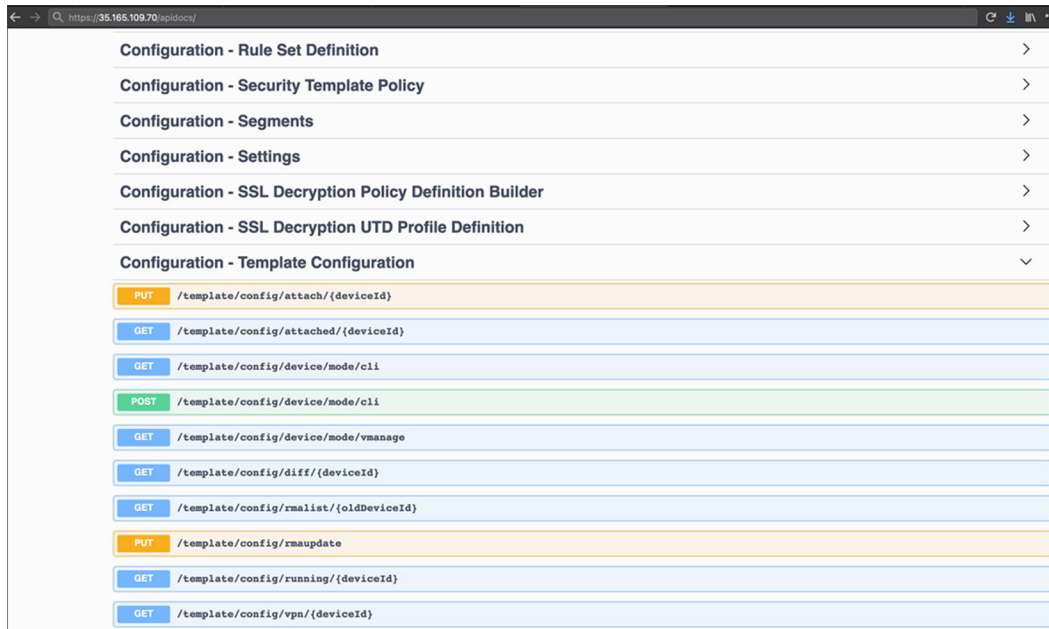 https://35.165.109.70/apidocs/
Configuration - Rule Set Definition
Configuration - Security Template Policy
Configuration - Segments
Configuration - Settings
Configuration - SSL Decryption Policy Definition Builder
Configuration - SSL Decryption UTD Profile Definition
Configuration - Template Configuration
PUT /template/config/attach/{deviceId}
GET /template/config/attached/{deviceId}
GET /template/config/device/mode/cli
POST /template/config/device/mode/cli
GET /template/config/device/mode/vmanage
GET /template/config/diff/{deviceId}
GET /template/config/rmalist/{oldDeviceId}
PUT /template/config/rmaupdate
GET /template/config/running/{deviceId}
GET /template/config/vpn/{deviceId}